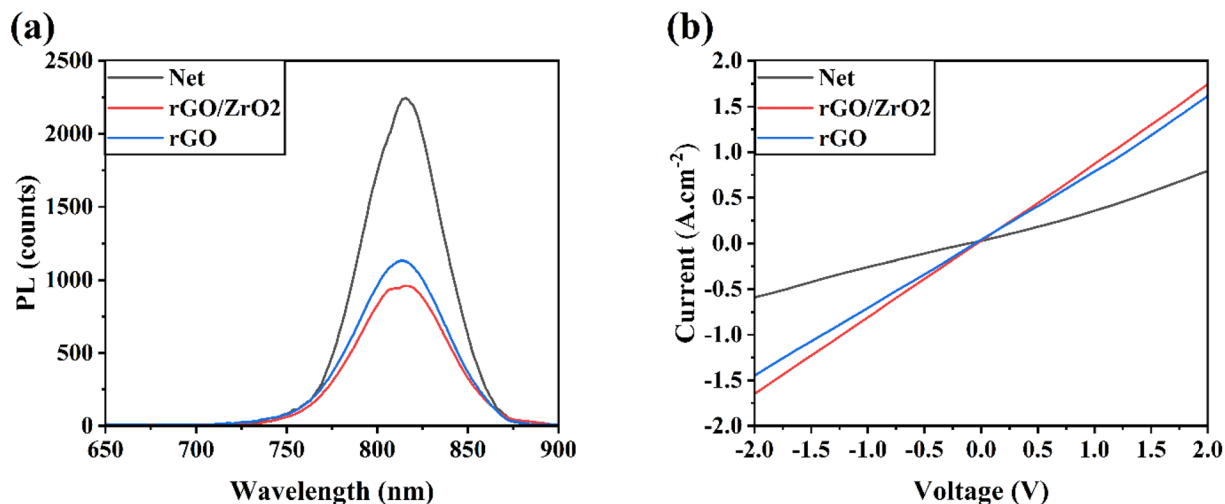 (a)
2500
2000
1500
1000
500
0
PL (counts)
Net
rGO/ZrO2
rGO
650 700 750 800 850 900
Wavelength (nm)
(b)
2.0
1.5
1.0
0.5
0.0
-0.5
-1.0
-1.5
-2.0
Current (A.cm-2)
Net
rGO/ZrO2
rGO
-2.0 -1.5 -1.0 -0.5 0.0 0.5 1.0 1.5 2.0
Voltage (V)